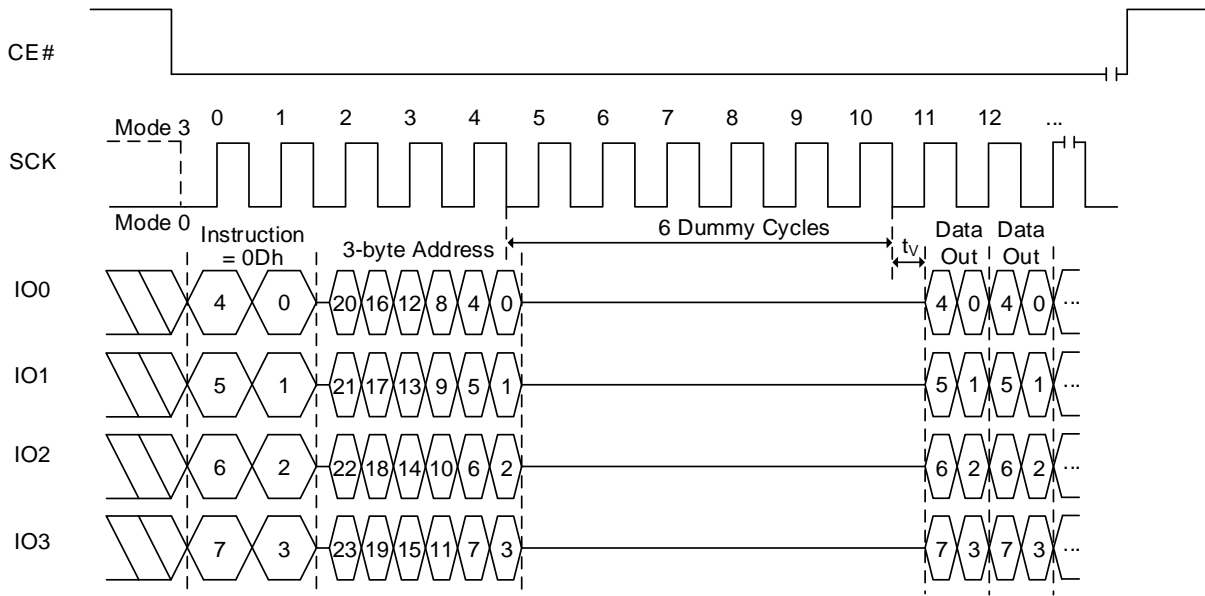 CE#
Mode 3
0 1 2 3 4 5 6 7 8 9 10 11 12 ...
SCK
Mode 0
Instruction
= 0Dh
3-byte Address
6 Dummy Cycles
tV
Data
Out
Data
Out
IO0
4 0 20 16 12 8 4 0 4 0 4 0 ...
IO1
5 1 21 17 13 9 5 1 5 1 5 1 ...
IO2
6 2 22 18 14 10 6 2 6 2 6 2 ...
IO3
7 3 23 19 15 11 7 3 7 3 7 3 ...